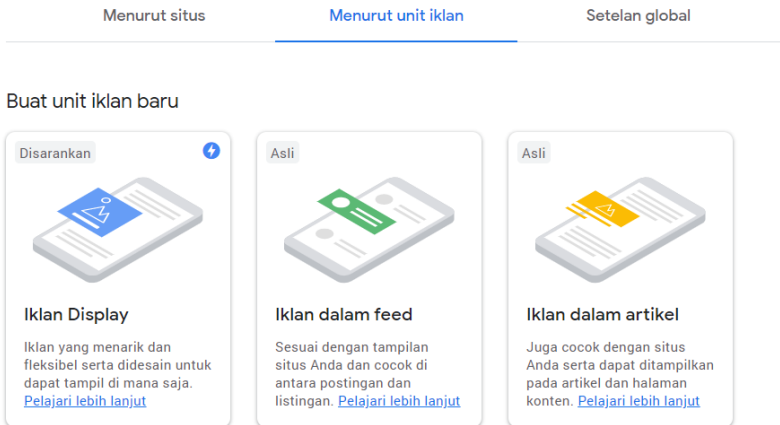 Menurut situs
Menurut unit iklan
Setelan global
Buat unit iklan baru
Disarankan
Iklan Display
Iklan yang menarik dan
fleksibel serta didesain untuk
dapat tampil di mana saja.
Pelajari lebih lanjut
Asli
Iklan dalam feed
Sesuai dengan tampilan
situs Anda dan cocok di
antara postingan dan
listingan. Pelajari lebih lanjut
Asli
Iklan dalam artikel
Juga cocok dengan situs
Anda serta dapat ditampilkan
pada artikel dan halaman
konten. Pelajari lebih lanjut